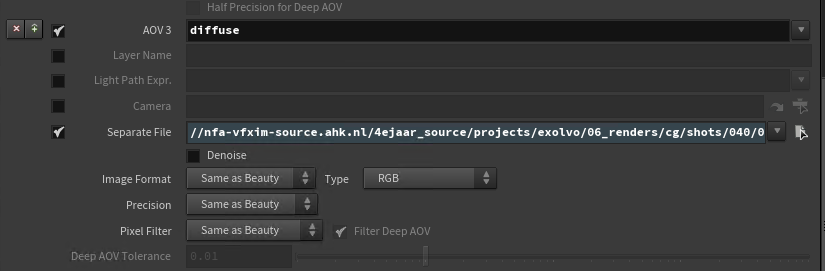 Half Precision for Deep AOV
AOV 3 diffuse
Layer Name
Light Path Expr.
Camera
Separate File //nfa-vfxim-source.ahk.nl/4ejaar_source/projects/exolvo/06_renders/cg/shots/040/0
Denoise
Image Format Same as Beauty Type RGB
Precision Same as Beauty
Pixel Filter Same as Beauty Filter Deep AOV
Deep AOV Tolerance 0.01